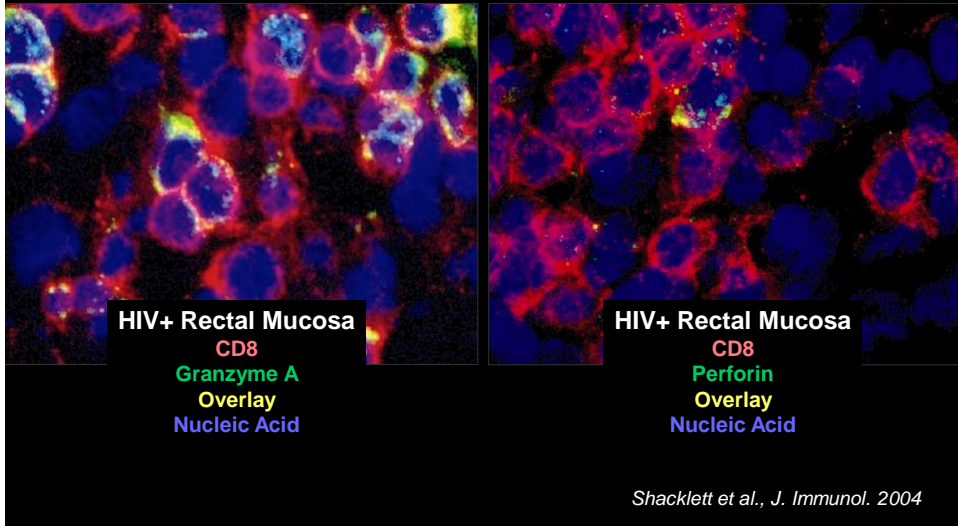 HIV+ Rectal Mucosa
CD8
Granzyme A
Overlay
Nucleic Acid
HIV+ Rectal Mucosa
CD8
Perforin
Overlay
Nucleic Acid
Shacklett et al., J. Immunol. 2004